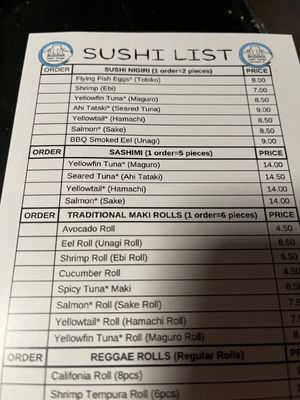 SUSHI LIST
ORDER SUSHI NIGIRI (1 order=2 pieces) PRICE
Flying Fish Eggs* (Tobiko) 8.00
Shrimp (Ebi) 7.00
Yellowfin Tuna* (Maguro) 8.50
Ahi Tataki* (Seared Tuna) 9.00
Yellowtail* (Hamachi) 8.50
Salmon* (Sake) 8.50
BBQ Smoked Eel (Unagi) 9.00
ORDER SASHIMI (1 order=5 pieces) PRICE
Yellowfin Tuna* (Maguro) 14.00
Seared Tuna* (Ahi Tataki) 14.50
Yellowtail* (Hamachi) 14.00
Salmon* (Sake) 14.00
ORDER TRADITIONAL MAKI ROLLS (1 order=6 pieces) PRICE
Avocado Roll 4.50
Eel Roll (Unagi Roll) 8.50
Shrimp Roll (Ebi Roll) 6.50
Cucumber Roll 4.50
Spicy Tuna* Maki 8.50
Salmon* Roll (Sake Roll)
Yellowtail* Roll (Hamachi Roll)
Yellowfin Tuna* Roll (Maguro Roll)
ORDER REGGAE ROLLS (Regular Rolls)
Califonia Roll (8pcs)
Shrimp Tempura Roll (6pcs)